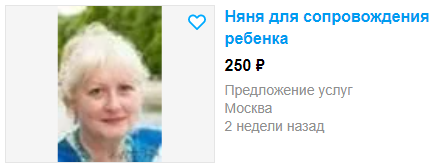 Няня для сопровождения
ребенка
250 ₽
Предложение услуг
Москва
2 недели назад